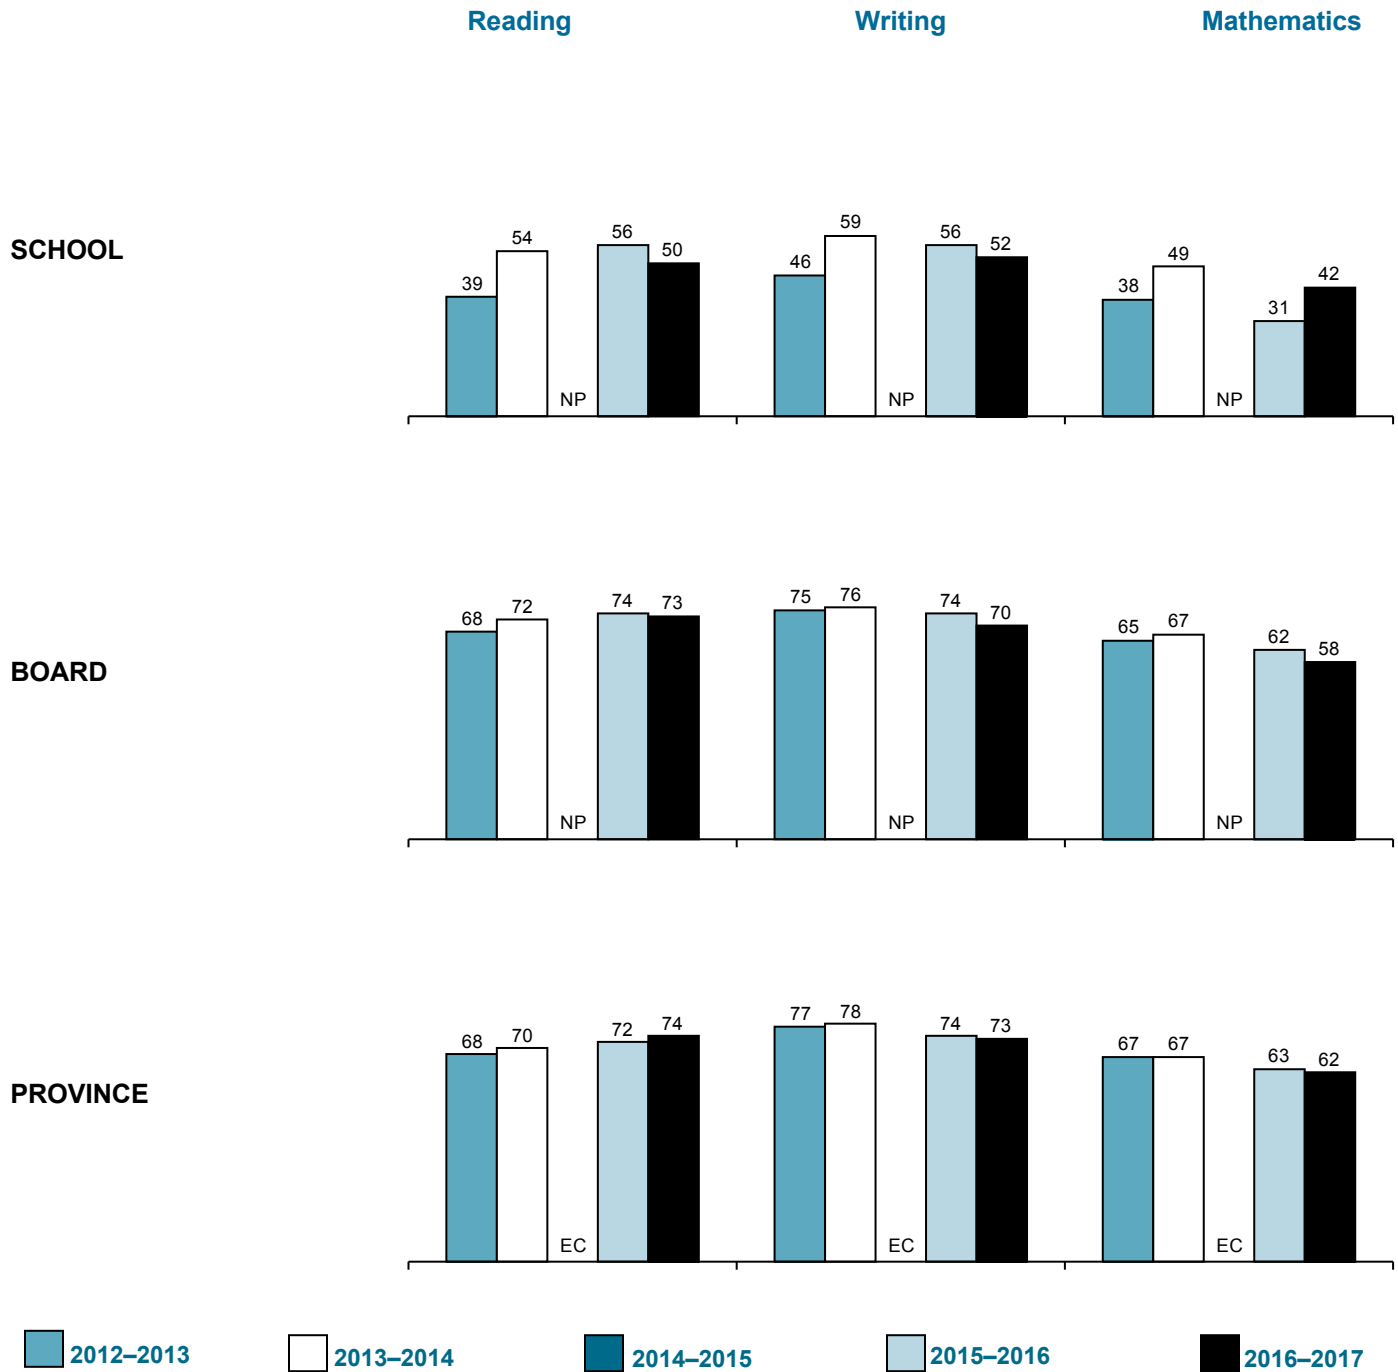 Reading Writing Mathematics
SCHOOL
39 54 NP 56 50 46 59 NP 56 52 38 49 NP 31 42
BOARD
68 72 NP 74 73 75 76 NP 74 70 65 67 NP 62 58
PROVINCE
68 70 EC 72 74 77 78 EC 74 73 67 67 EC 63 62
2012–2013 2013–2014 2014–2015 2015–2016 2016–2017